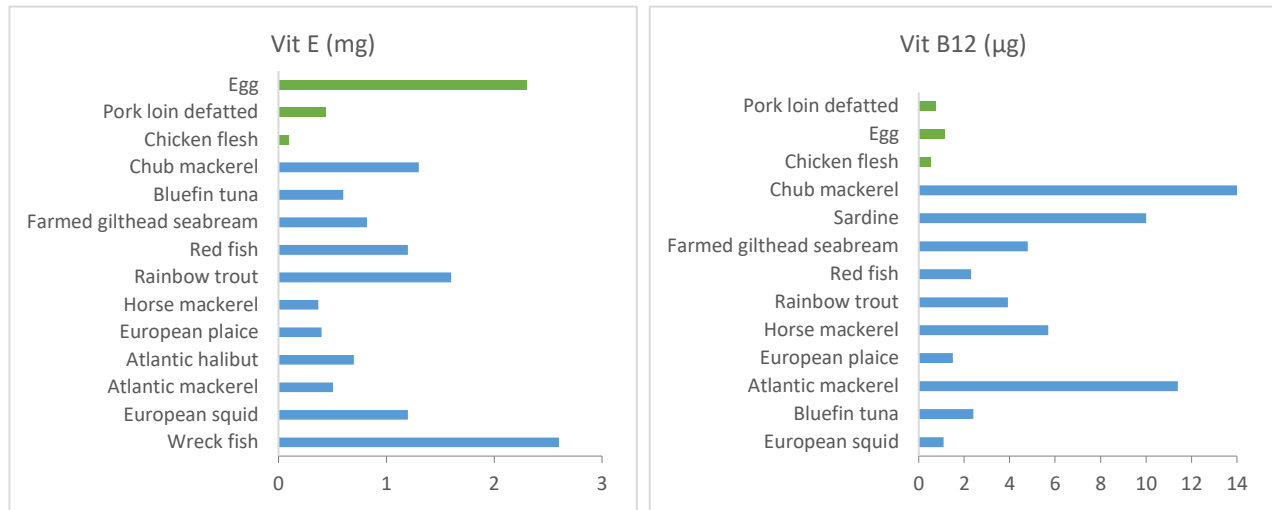 Vit E (mg)
Egg
Pork loin defatted
Chicken flesh
Chub mackerel
Bluefin tuna
Farmed gilthead seabream
Red fish
Rainbow trout
Horse mackerel
European plaice
Atlantic halibut
Atlantic mackerel
European squid
Wreck fish
0 1 2 3
Vit B12 (µg)
Pork loin defatted
Egg
Chicken flesh
Chub mackerel
Sardine
Farmed gilthead seabream
Red fish
Rainbow trout
Horse mackerel
European plaice
Atlantic mackerel
Bluefin tuna
European squid
0 2 4 6 8 10 12 14